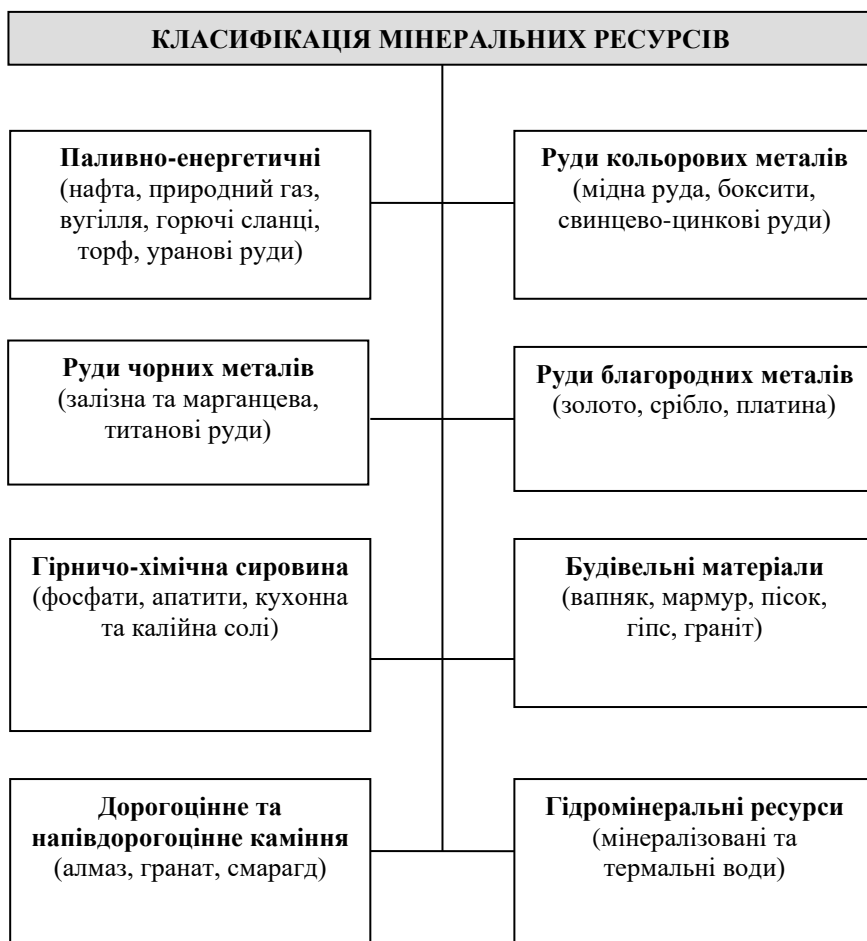 КЛАСИФІКАЦІЯ МІНЕРАЛЬНИХ РЕСУРСІВ
Паливно-енергетичні
(нафта, природний газ,
вугілля, горючі сланці,
торф, уранові руди)
Руди кольорових металів
(мідна руда, боксити,
свинцево-цинкові руди)
Руди чорних металів
(залізна та марганцева,
титанові руди)
Руди благородних металів
(золото, срібло, платина)
Гірничо-хімічна сировина
(фосфати, апатити, кухонна
та калійна солі)
Будівельні матеріали
(вапняк, мармур, пісок,
гіпс, граніт)
Дорогоцінне та
напівдорогоцінне каміння
(алмаз, гранат, смарагд)
Гідромінеральні ресурси
(мінералізовані та
термальні води)